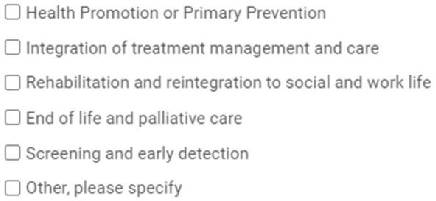 Health Promotion or Primary Prevention
Integration of treatment management and care
Rehabilitation and reintegration to social and work life
End of life and palliative care
Screening and early detection
Other, please specify